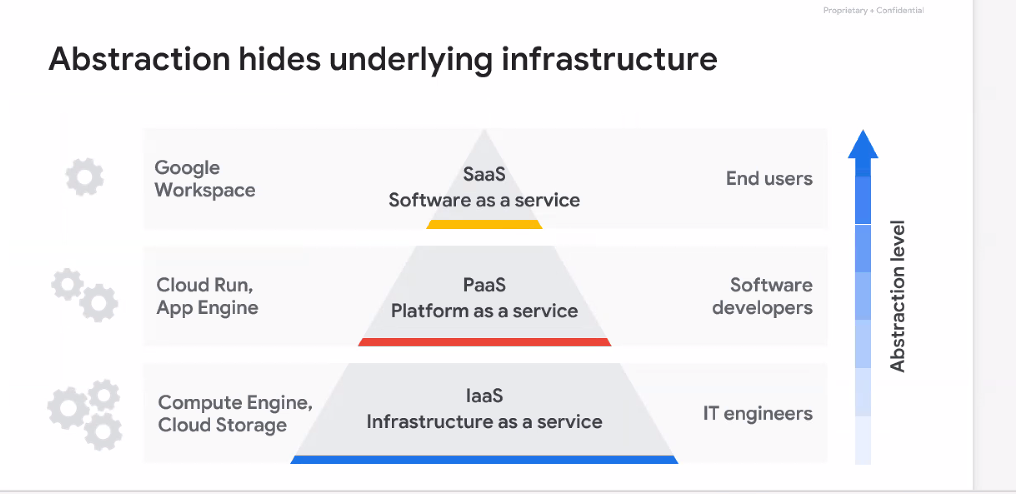 Proprietary + Confidential
Abstraction hides underlying infrastructure
Google
Workspace
SaaS
Software as a service
End users
Cloud Run,
App Engine
PaaS
Platform as a service
Software
developers
Compute Engine,
Cloud Storage
IaaS
Infrastructure as a service
IT engineers
Abstraction level